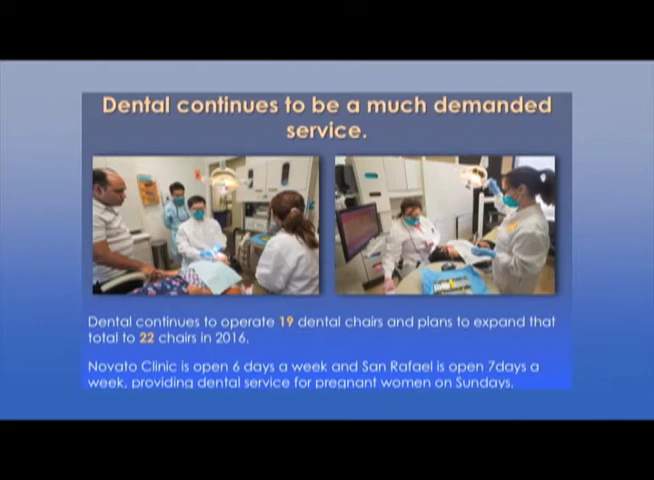 Dental continues to be a much demanded
service.
Dental continues to operate 19 dental chairs and plans to expand that
total to 22 chairs in 2016.
Novato Clinic is open 6 days a week and San Rafael is open 7days a
week, providing dental service for pregnant women on Sundays.